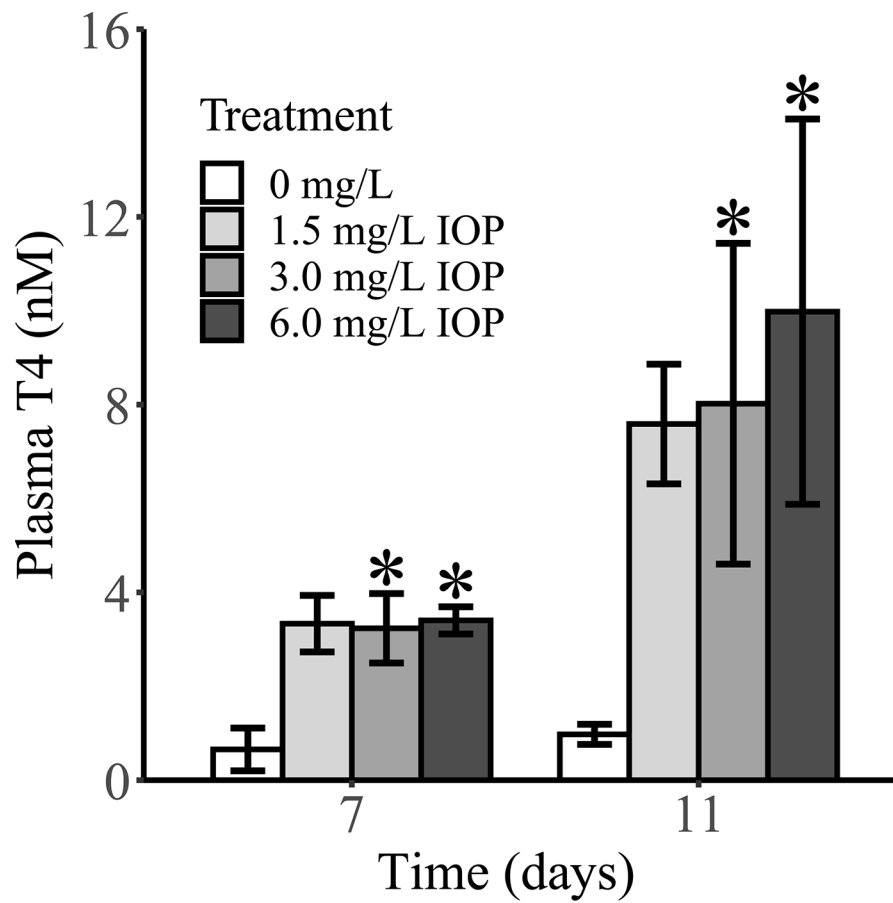 16
12
8
4
0
Plasma T4 (nM)
Treatment
0 mg/L
1.5 mg/L IOP
3.0 mg/L IOP
6.0 mg/L IOP
*
*
*
*
7
11
Time (days)